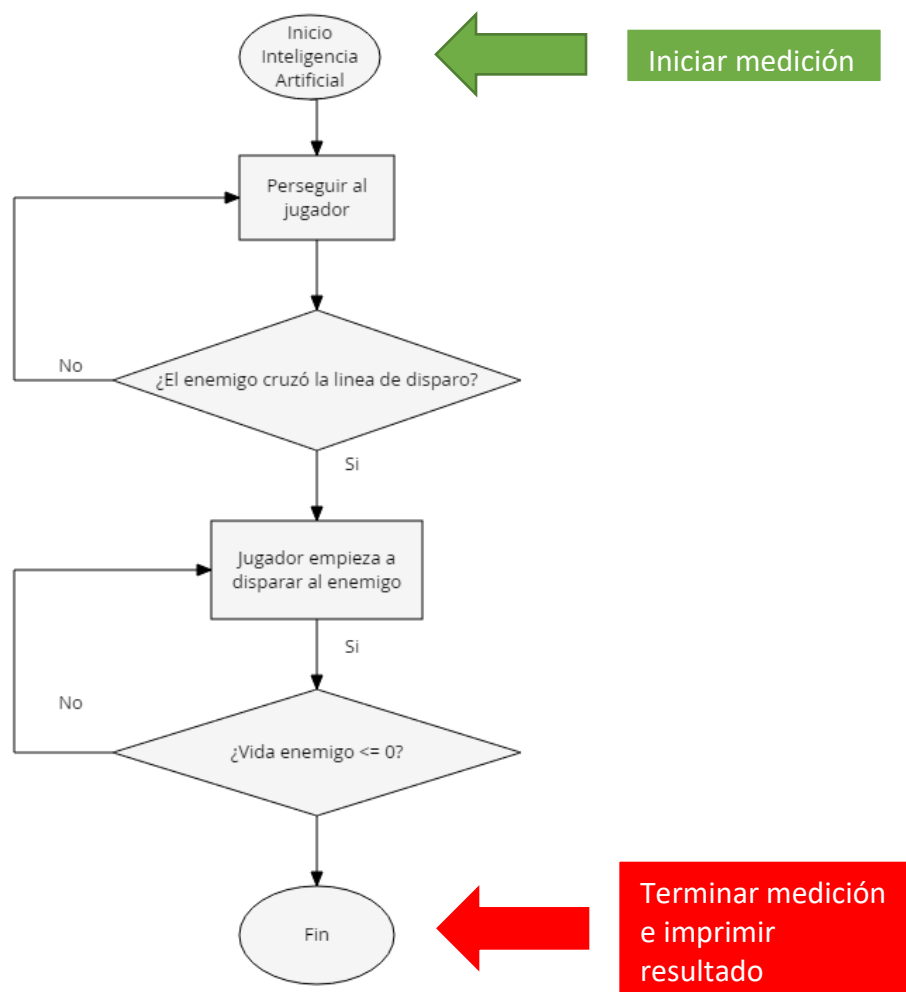 Inicio
Inteligencia
Artificial
Iniciar medición
Perseguir al
jugador
No
¿El enemigo cruzó la linea de disparo?
Si
Jugador empieza a
disparar al enemigo
Si
No
¿Vida enemigo <= 0?
Fin
Terminar medición
e imprimir
resultado